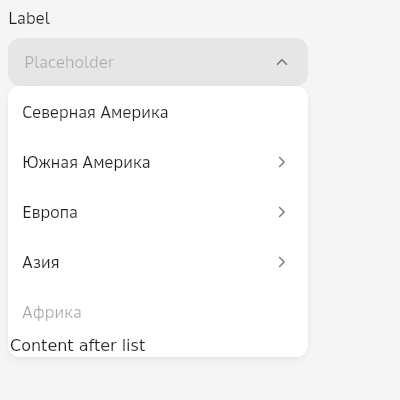 Label
Placeholder
Северная Америка
Южная Америка
Европа
Азия
Африка
Content after list